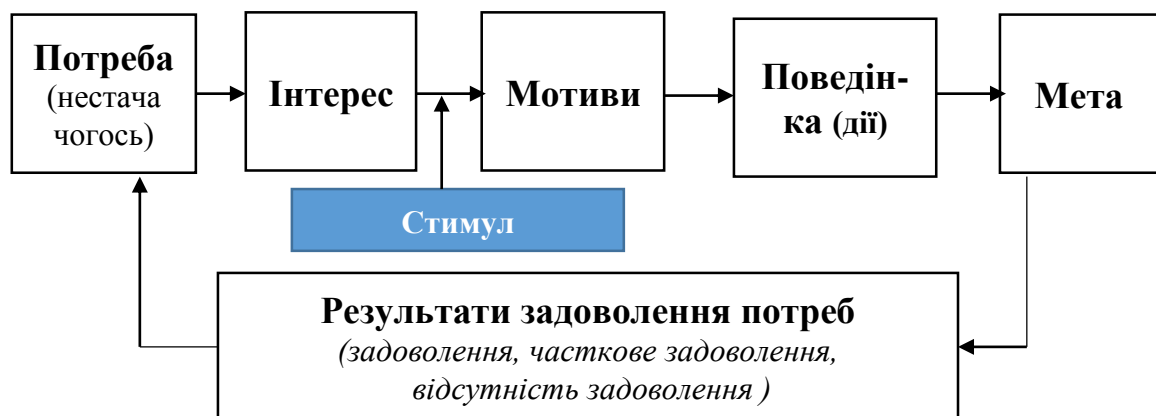 Потреба
(нестача
чогось)
Інтерес
Мотиви
Поведін-
ка (дії)
Мета
Стимул
Результати задоволення потреб
(задоволення, часткове задоволення,
відсутність задоволення )